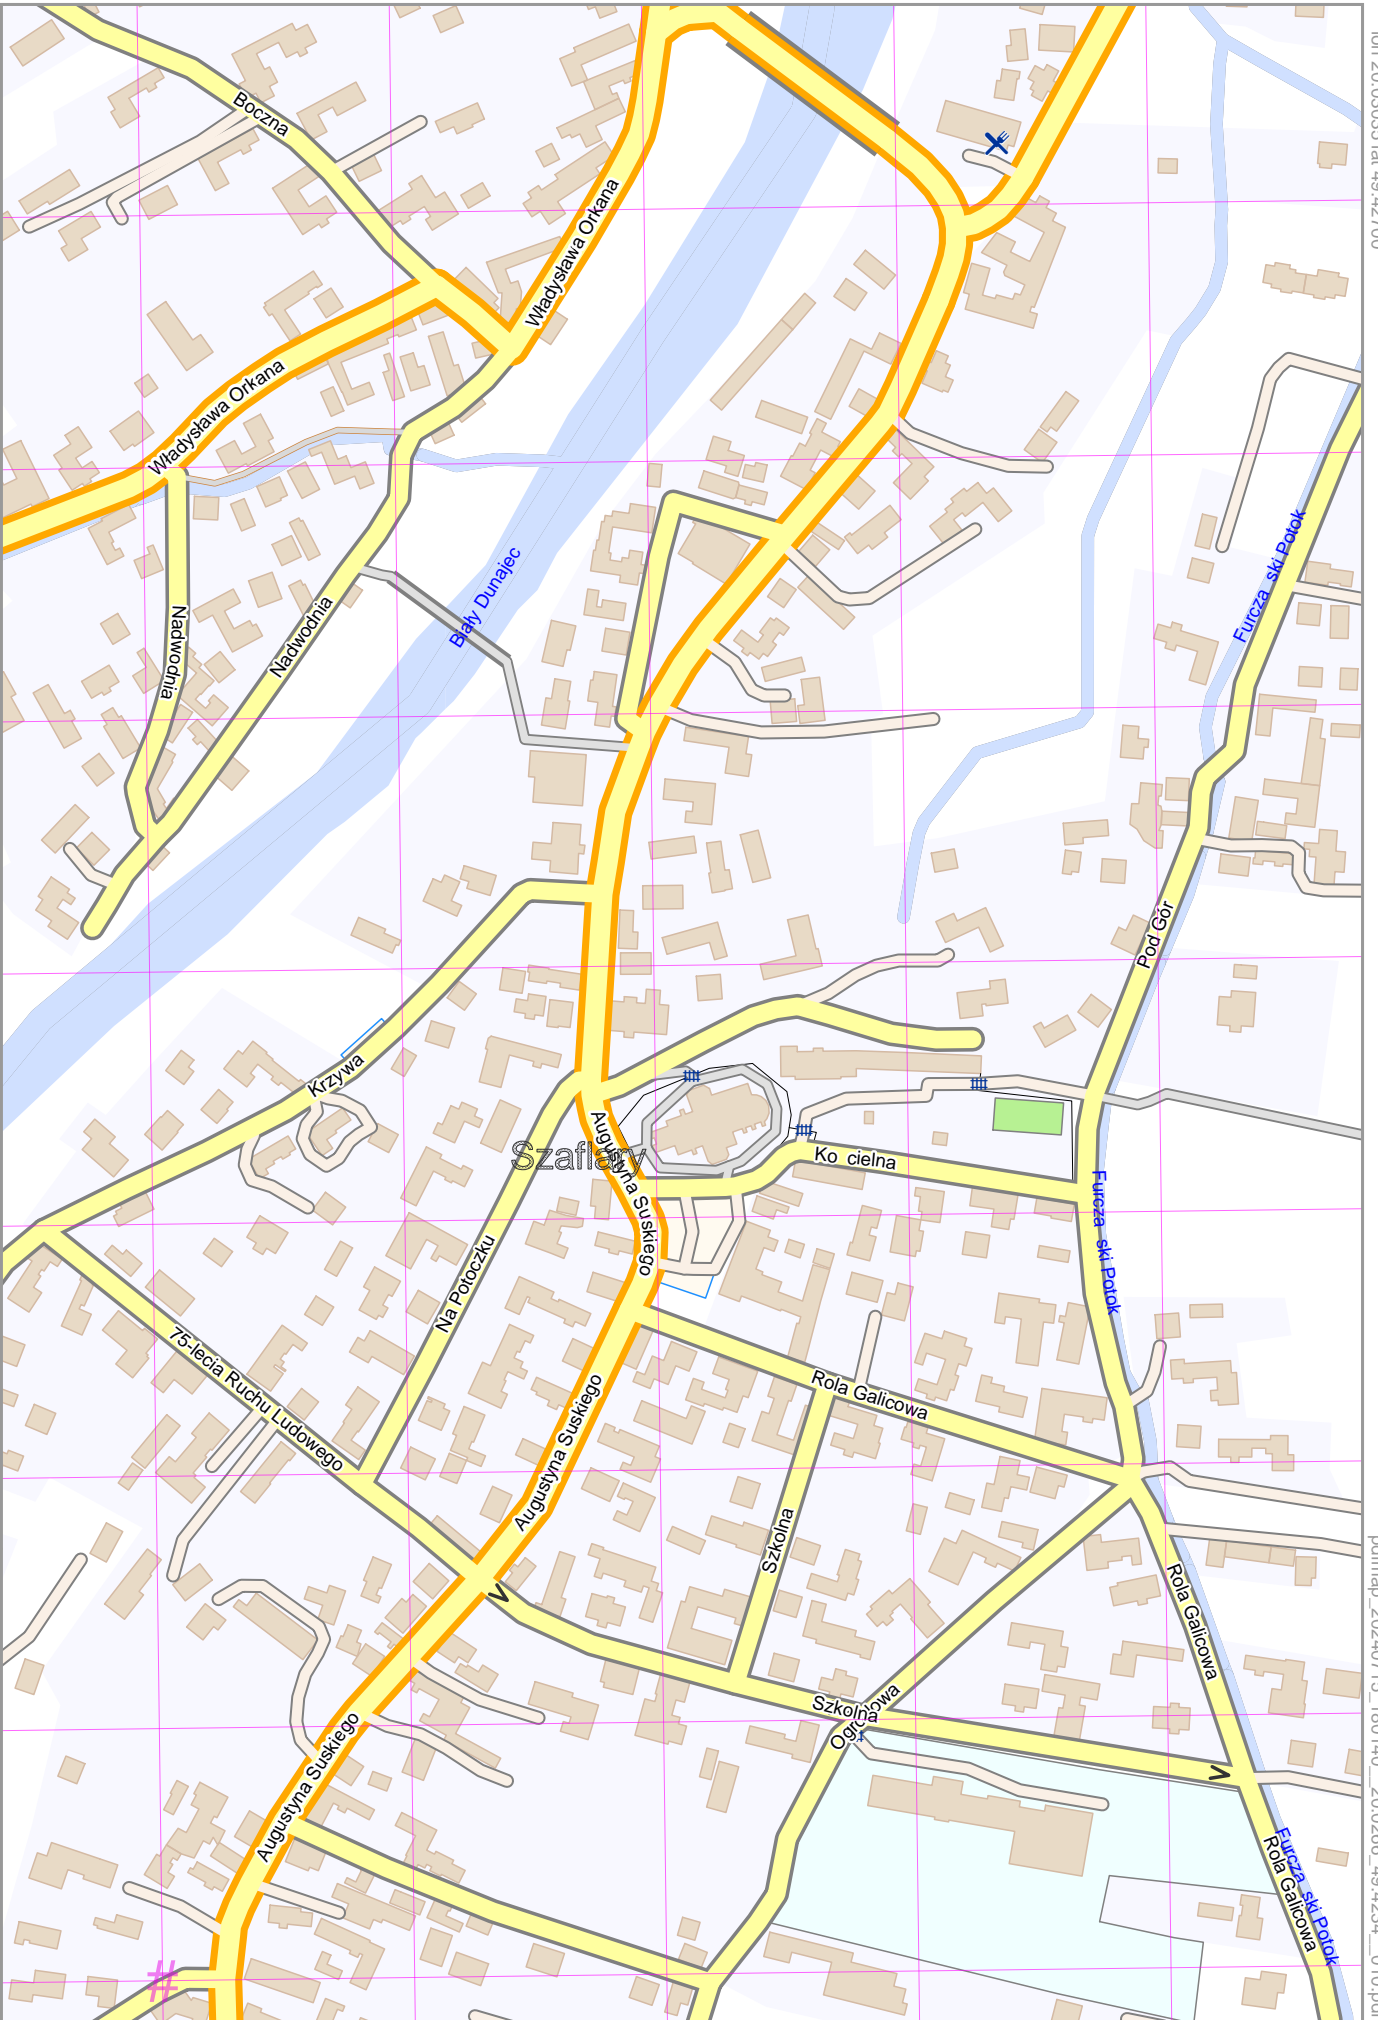 Boczna
Władysława Orkana
Władysława Orkana
Furcza ski Potok
Biały Dunajec
Nadwodnia
Nadwodnia
Pod Gór
Krzywa
Augustyna Suskiego
Szaflary
Ko cielna
Furcza ski Potok
Na Potoczku
75-lecia Ruchu Ludowego
Rola Galicowa
Augustyna Suskiego
Szkolna
Rola Galicowa
Szkolna
Augustyna Suskiego
Furcza ski Potok
Rola Galicowa
#